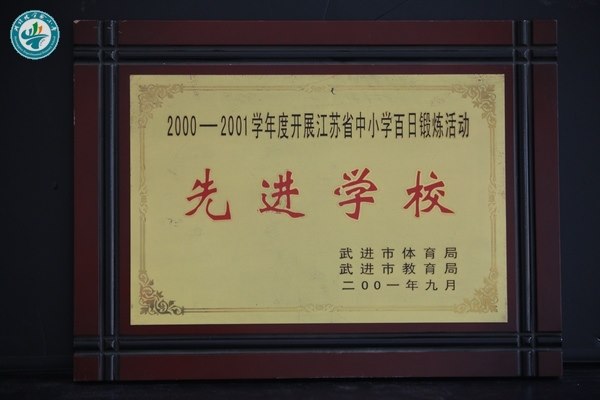 2000—2001学年度开展江苏省中小学百日锻炼活动
先进学校
武进市体育局
武进市教育局
二00一年九月